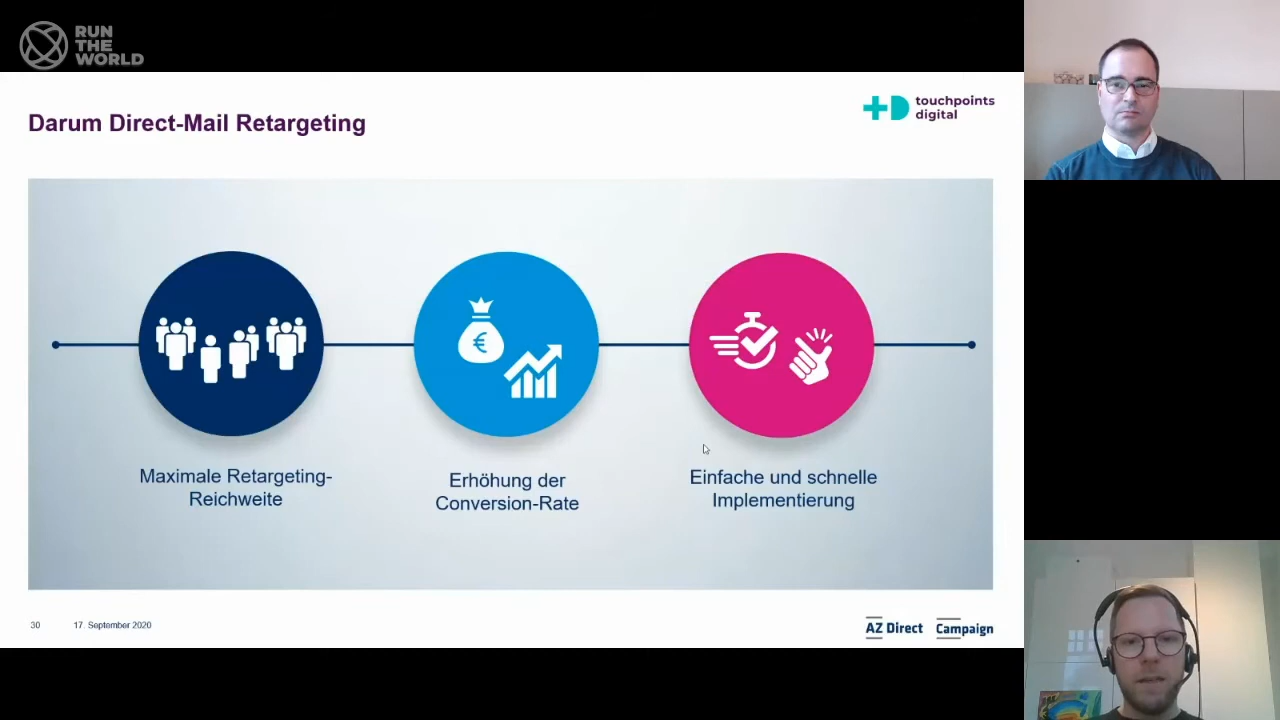 RUN
THE
WORLD
Darum Direct-Mail Retargeting
touchpoints
digital
€
Maximale Retargeting-
Reichweite
Erhöhung der
Conversion-Rate
Einfache und schnelle
Implementierung
30
17. September 2020
AZ Direct
Campaign